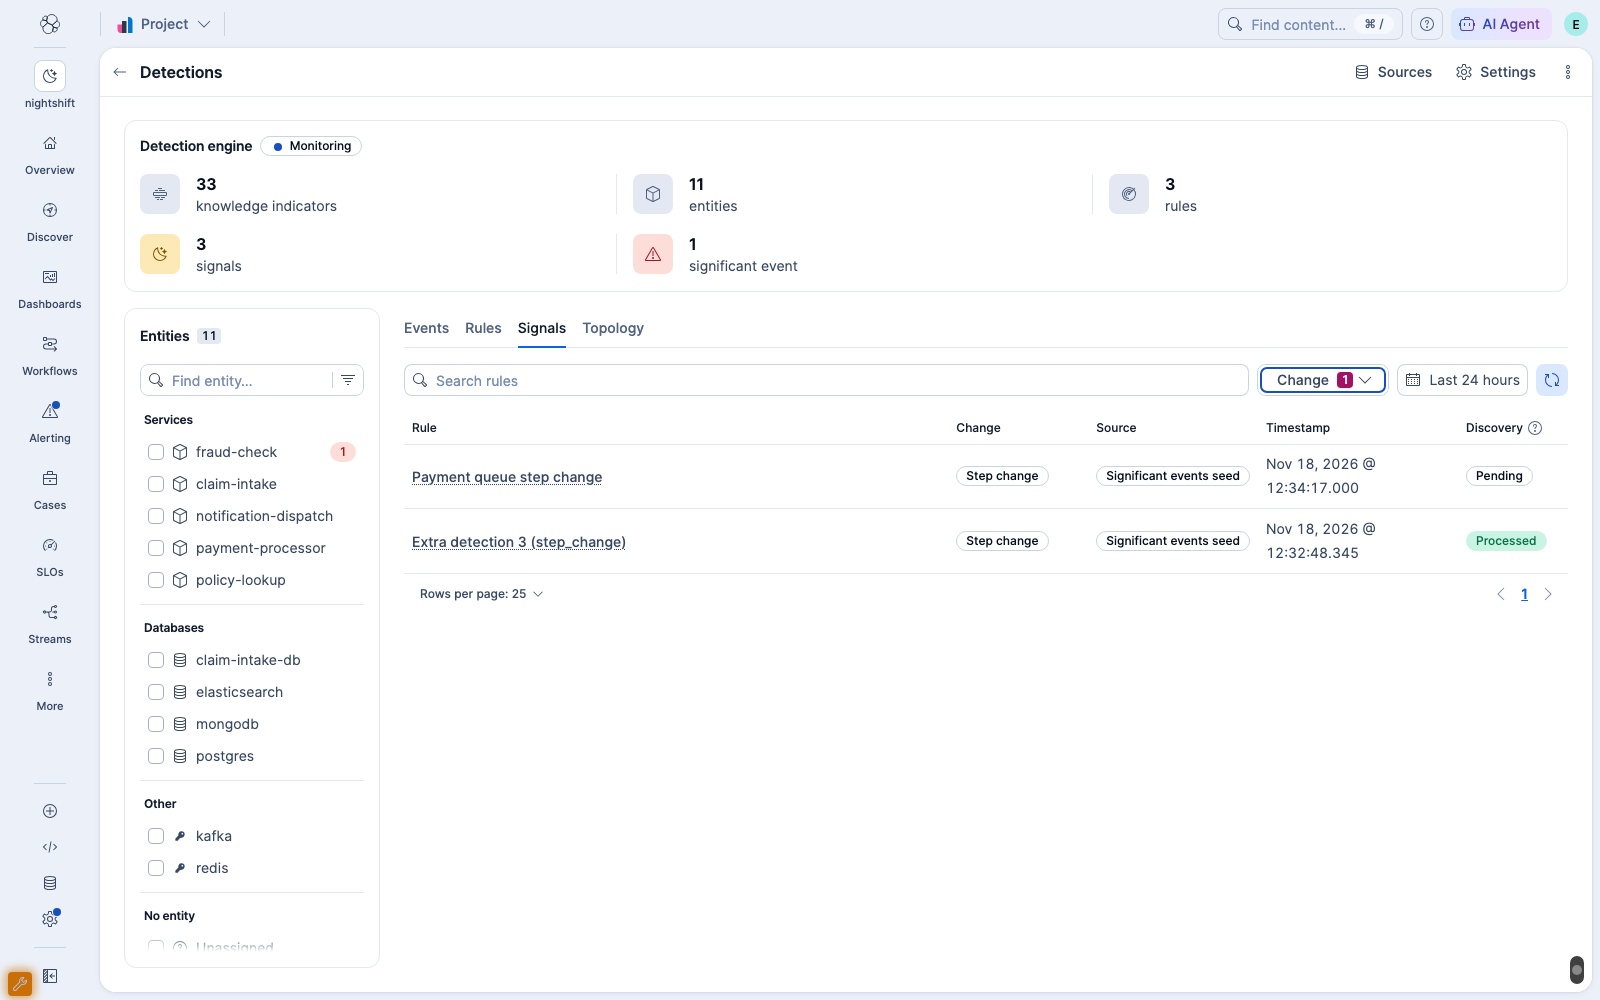 Project
Find content...
⌘ /
AI Agent
E
nightshift
Overview
Discover
Dashboards
Workflows
Alerting
Cases
SLOs
Streams
More
Detections
Sources
Settings
Detection engine
Monitoring
33
knowledge indicators
11
entities
3
rules
3
signals
1
significant event
Entities 11
Find entity...
Services
fraud-check 1
claim-intake
notification-dispatch
payment-processor
policy-lookup
Databases
claim-intake-db
elasticsearch
mongodb
postgres
Other
kafka
redis
No entity
Unassigned
Events Rules Signals Topology
Search rules
Change 1
Last 24 hours
Rule Change Source Timestamp Discovery
Payment queue step change Step change Significant events seed Nov 18, 2026 @ 12:34:17.000 Pending
Extra detection 3 (step_change) Step change Significant events seed Nov 18, 2026 @ 12:32:48.345 Processed
Rows per page: 25
1